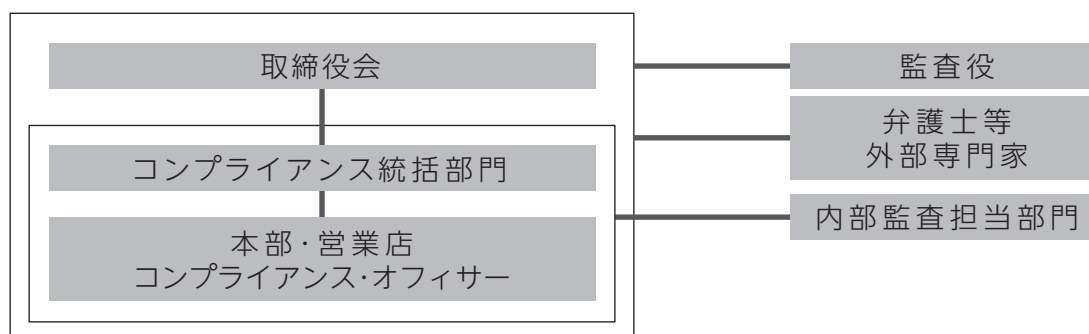 取締役会
コンプライアンス統括部門
本部・営業店
コンプライアンス・オフィサー
監査役
弁護士等
外部専門家
内部監査担当部門